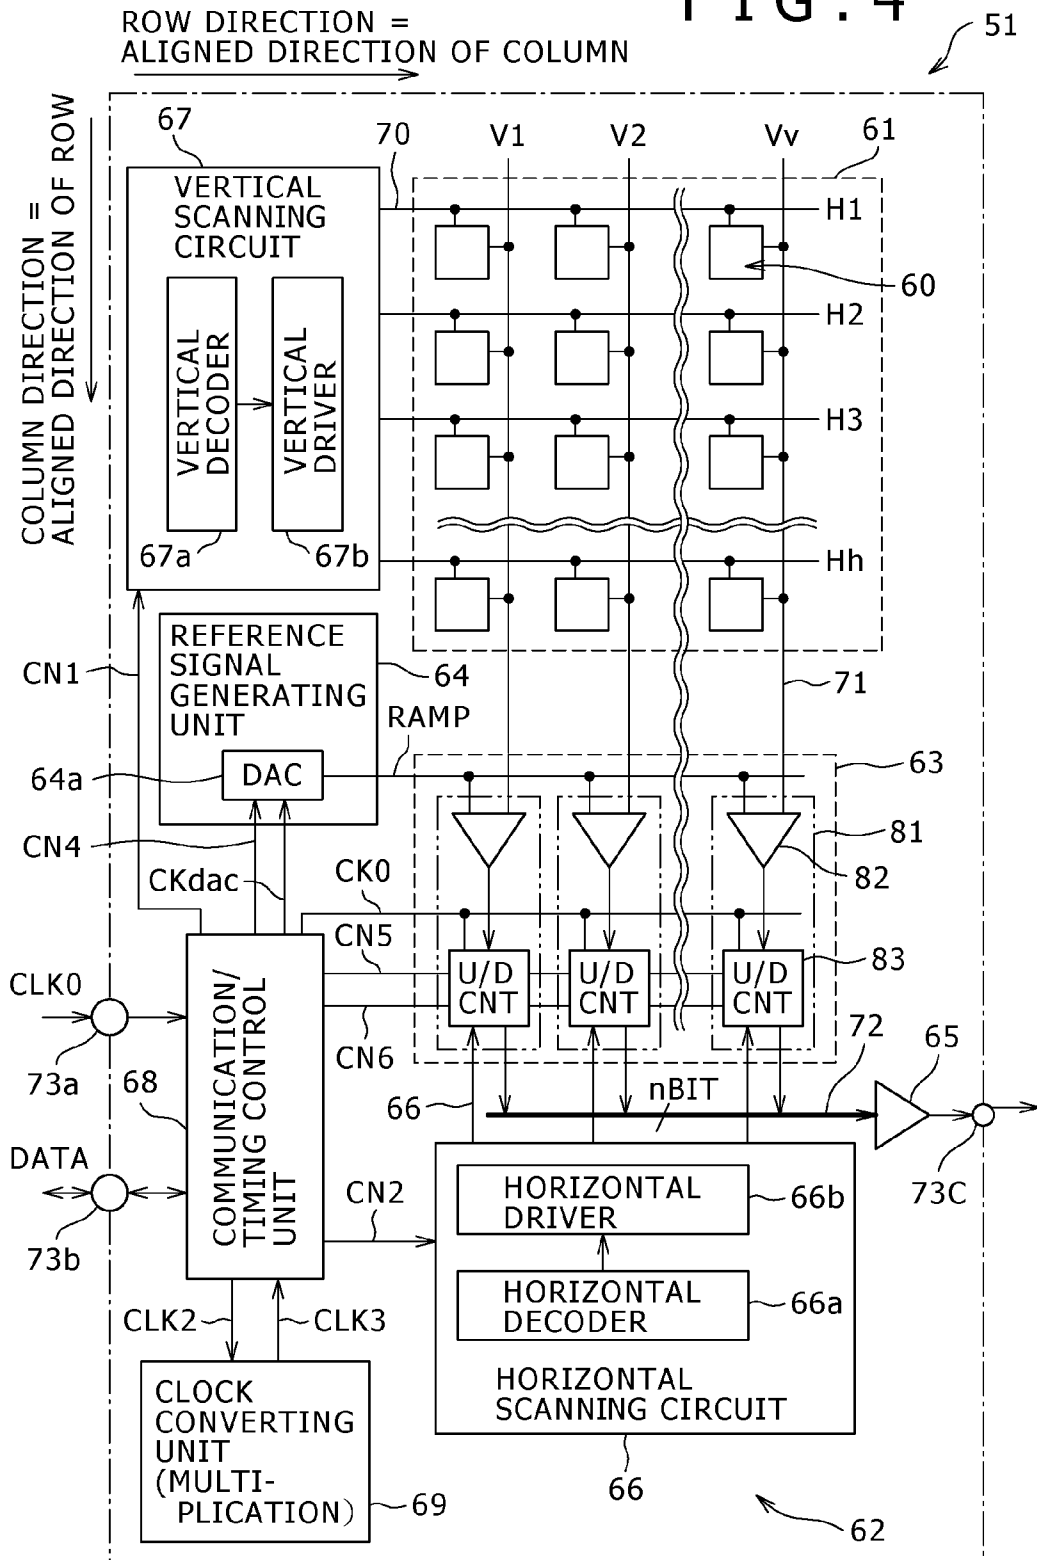 FIG.4
ROW DIRECTION =
ALIGNED DIRECTION OF COLUMN
51
COLUMN DIRECTION =
ALIGNED DIRECTION OF ROW
67
70
V1
V2
Vv
61
VERTICAL
SCANNING
CIRCUIT
H1
60
H2
VERTICAL
DECODER
VERTICAL
DRIVER
H3
67a
67b
Hh
REFERENCE
SIGNAL
GENERATING
UNIT
CN1
64
71
RAMP
64a
DAC
63
CN4
81
CKdac
CK0
82
CN5
U/D
CNT
U/D
CNT
U/D
CNT
83
CLK0
CN6
73a
68
COMMUNICATION/
TIMING CONTROL
UNIT
66
nBIT
72
65
DATA
73b
CN2
HORIZONTAL
DRIVER
66b
73C
HORIZONTAL
DECODER
66a
CLK2
CLK3
CLOCK
CONVERTING
UNIT
(MULTI-
PLICATION)
HORIZONTAL
SCANNING CIRCUIT
69
66
62